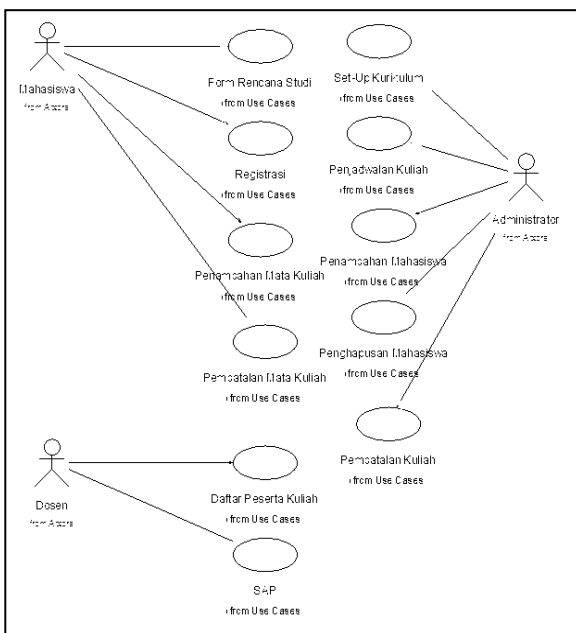 Mahasiswa
from Actors
Form Rencana Studi
(from Use Cases
Set-Up Kurikulum
(from Use Cases
Registrasi
(from Use Cases
Penjadwalan Kuliah
(from Use Cases
Administrator
from Actors
Penambahan Mata Kuliah
(from Use Cases
Penambahan Mahasiswa
(from Use Cases
Pembatalan Mata Kuliah
(from Use Cases
Penghapusan Mahasiswa
(from Use Cases
Pembatalan Kuliah
(from Use Cases
Dosen
from Actors
Daftar Peserta Kuliah
(from Use Cases
SAP
(from Use Cases